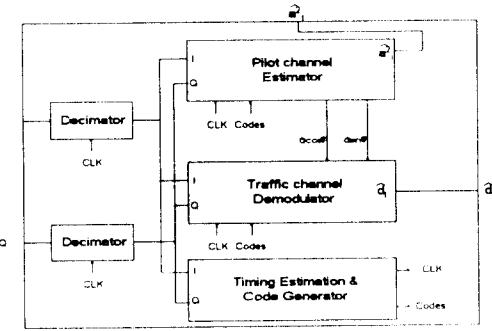 Pilot channel
Estimator
I
Q
CLK Codes
Decimator
CLK
Traffic channel
Demodulator
I
Q
CLK Codes
Decimator
CLK
Q
Timing Estimation &
Code Generator
I
Q
CLK
Codes